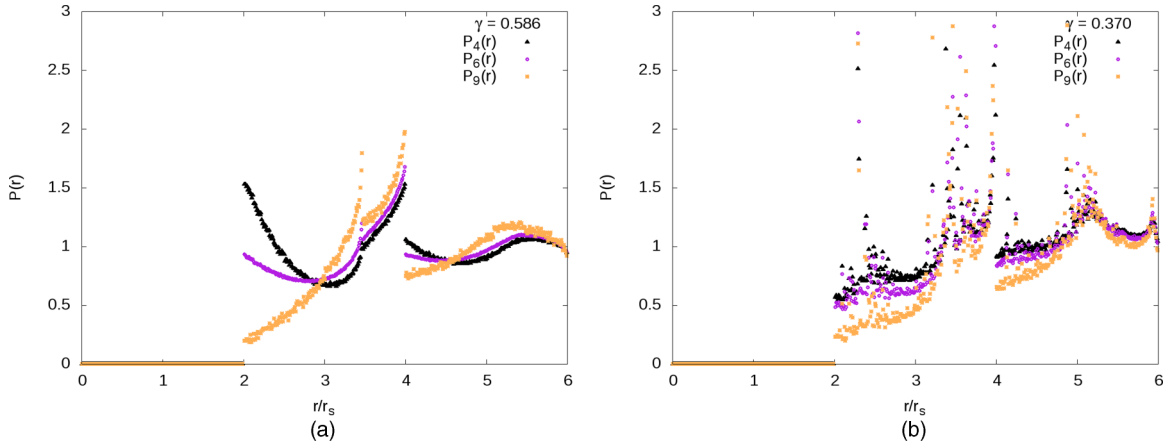 γ = 0.586
P4(r)
P6(r)
P9(r)
3
2.5
2
1.5
1
0.5
0
P(r)
0 1 2 3 4 5 6
r/rs
(a)
γ = 0.370
P4(r)
P6(r)
P9(r)
3
2.5
2
1.5
1
0.5
0
P(r)
0 1 2 3 4 5 6
r/rs
(b)